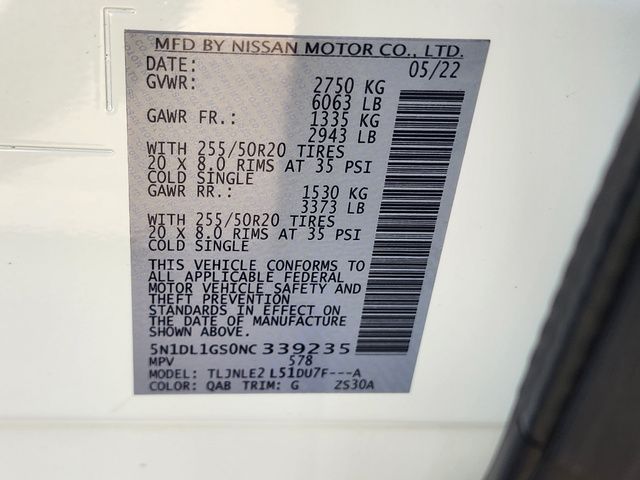 MFD BY NISSAN MOTOR CO., LTD.
DATE: 05/22
GVWR: 2750 KG
6063 LB
GAWR FR.: 1335 KG
2943 LB
WITH 255/50R20 TIRES
20 X 8.0 RIMS AT 35 PSI
COLD SINGLE
GAWR RR.: 1530 KG
3373 LB
WITH 255/50R20 TIRES
20 X 8.0 RIMS AT 35 PSI
COLD SINGLE
THIS VEHICLE CONFORMS TO
ALL APPLICABLE FEDERAL
MOTOR VEHICLE SAFETY AND
THEFT PREVENTION
STANDARDS IN EFFECT ON
THE DATE OF MANUFACTURE
5N1DL1GS0NC 339235
MPV 578
MODEL: TLJNLE2 L51DU7F---A
COLOR: QAB TRIM: G ZS30A